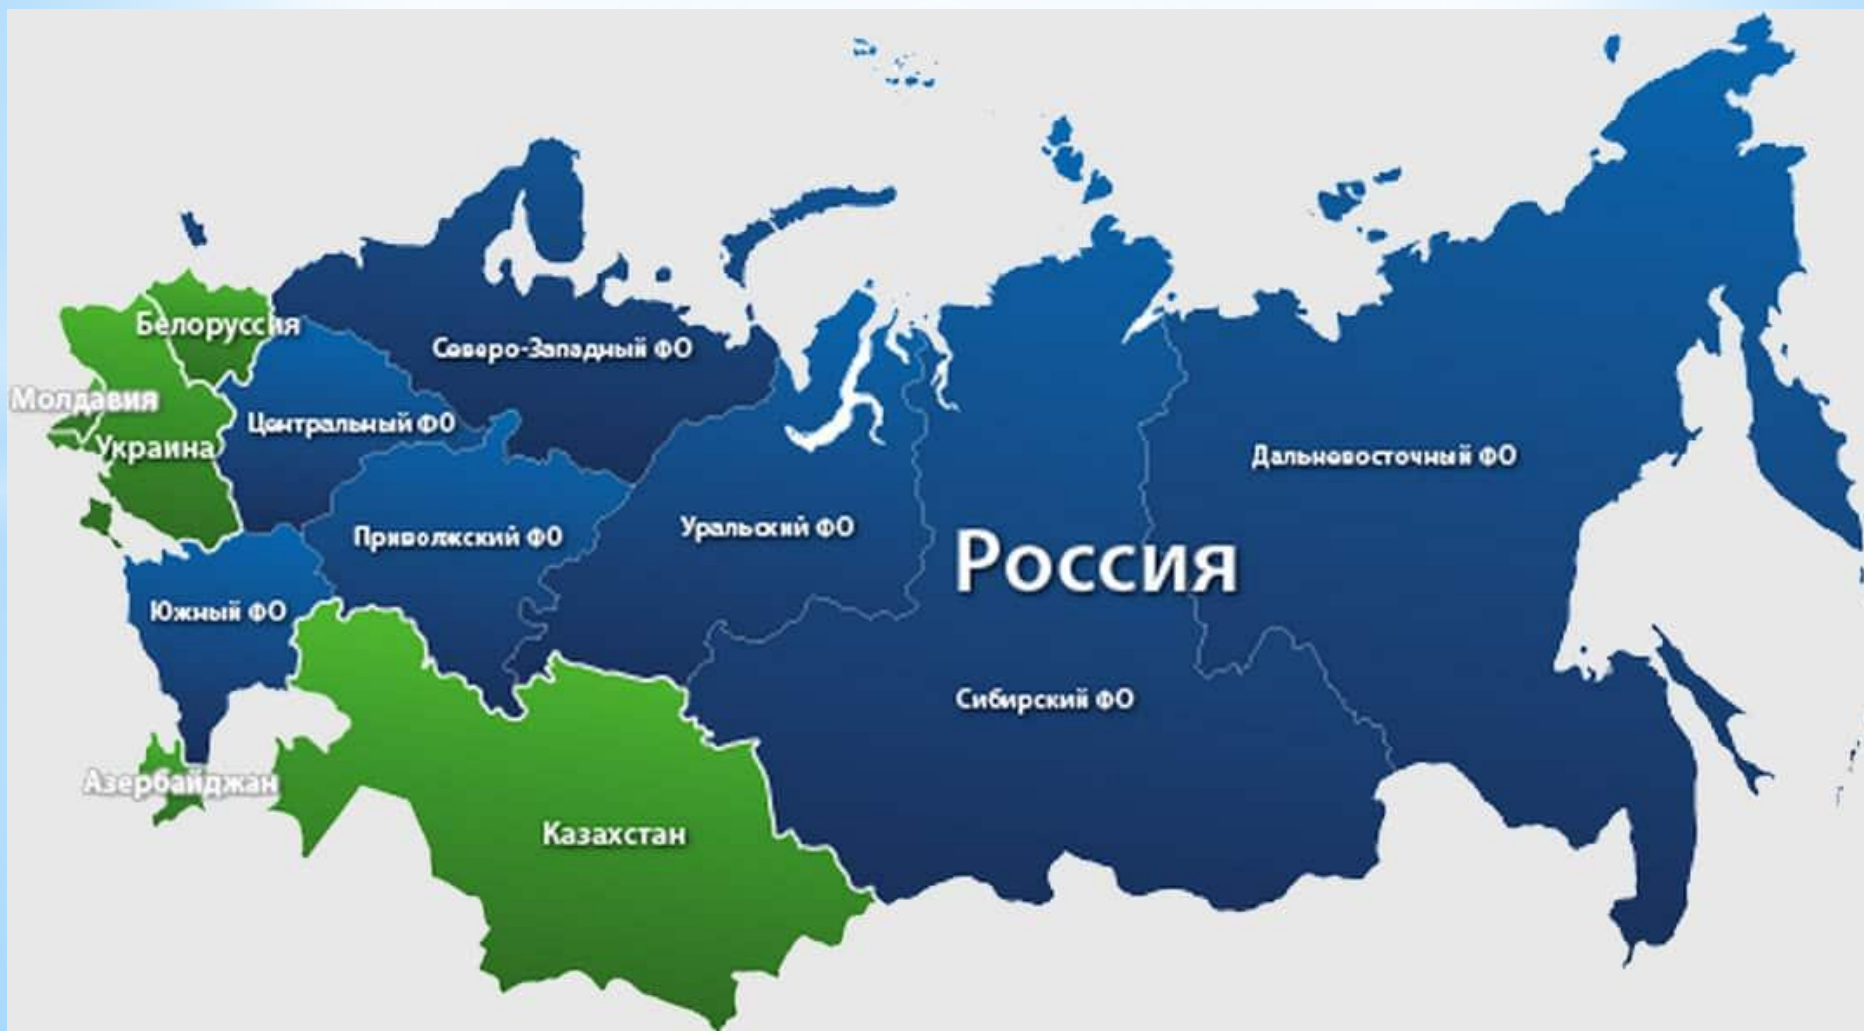 Белоруссия
Северо-Западный ФО
Молдавия
Центральный ФО
Украина
Дальневосточный ФО
Приволжский ФО
Уральский ФО
Россия
Южный ФО
Сибирский ФО
Азербайджан
Казахстан